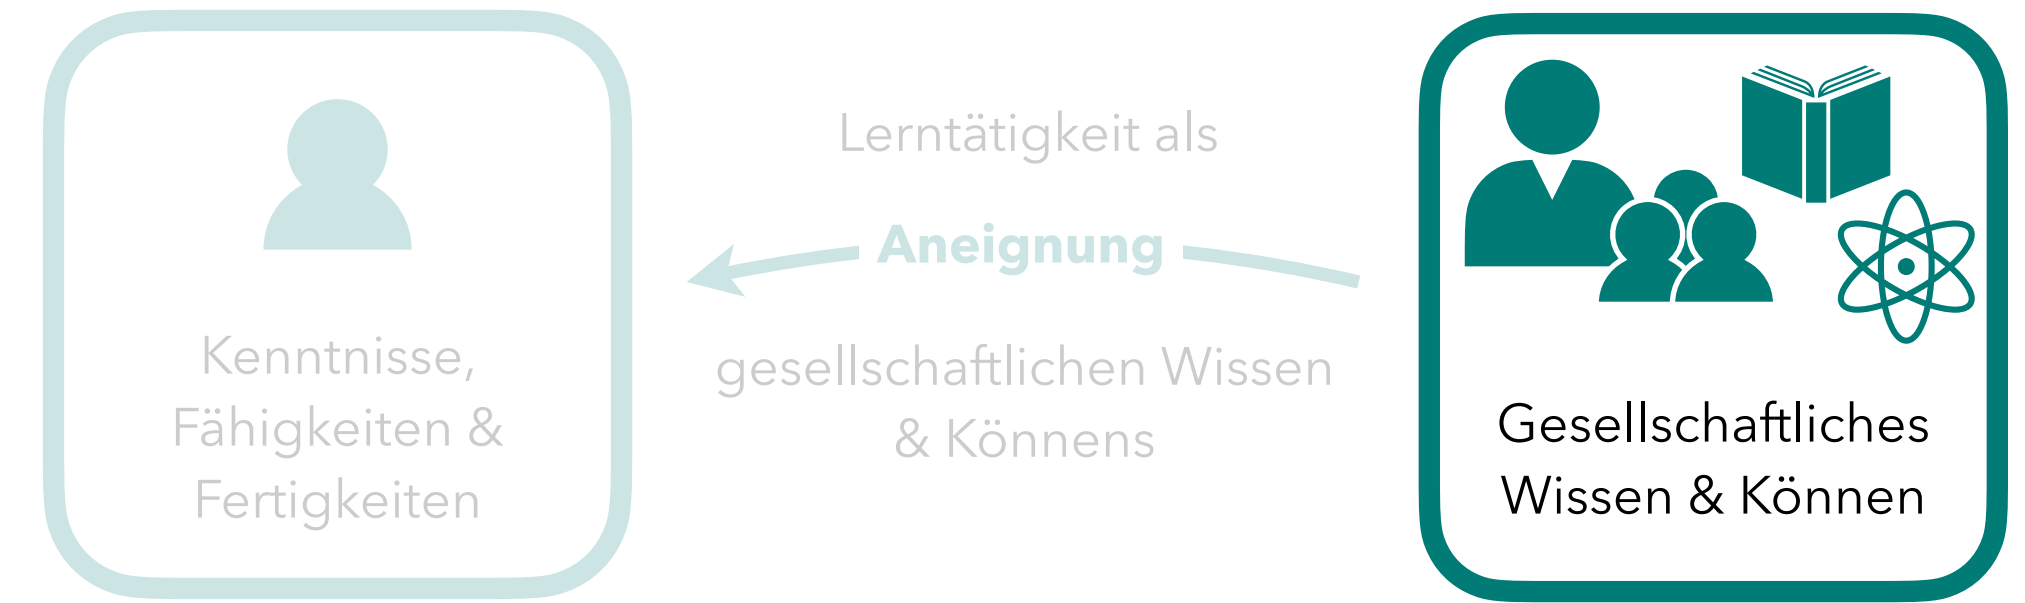 Kenntnisse,
Fähigkeiten &
Fertigkeiten
Lerntätigkeit als
Aneignung
gesellschaftlichen Wissen
& Könnens
Gesellschaftliches
Wissen & Können